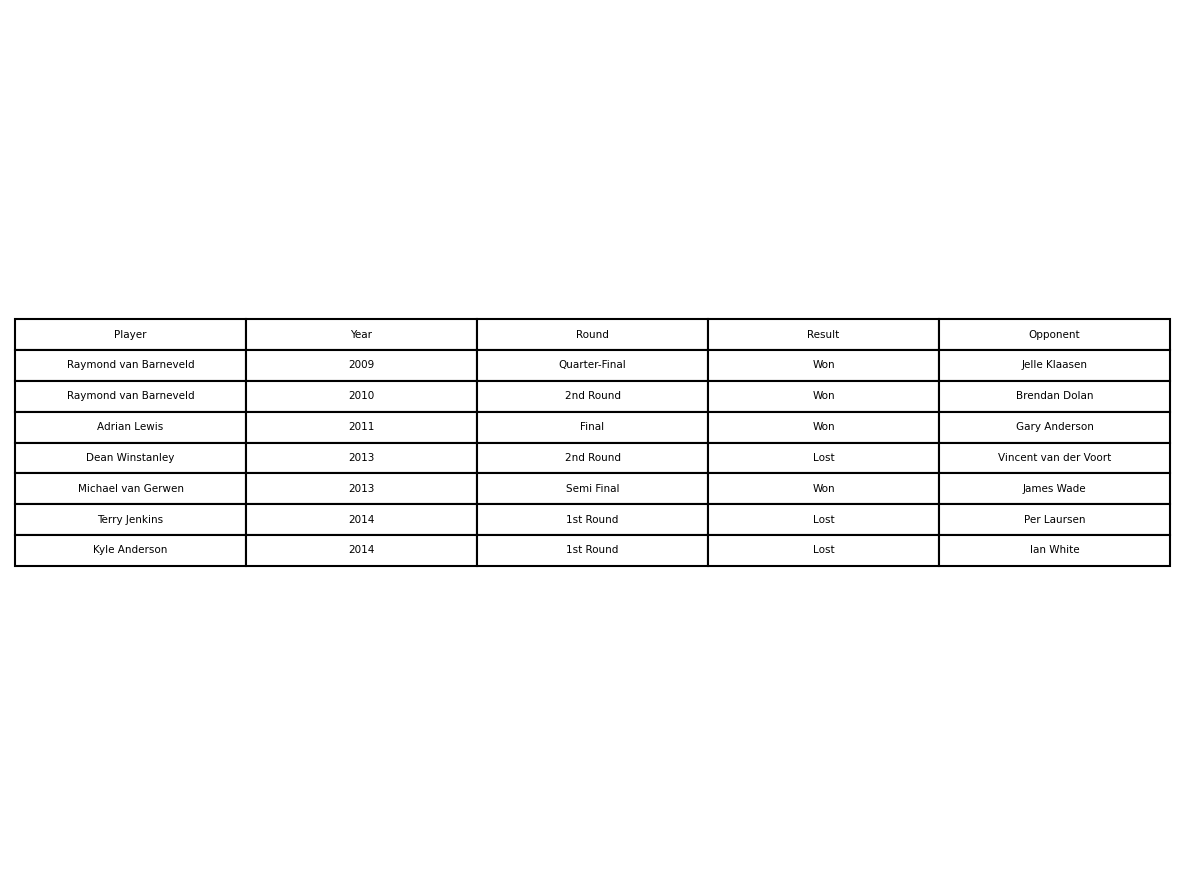 Player Year Round Result Opponent
Raymond van Barneveld 2009 Quarter-Final Won Jelle Klaasen
Raymond van Barneveld 2010 2nd Round Won Brendan Dolan
Adrian Lewis 2011 Final Won Gary Anderson
Dean Winstanley 2013 2nd Round Lost Vincent van der Voort
Michael van Gerwen 2013 Semi Final Won James Wade
Terry Jenkins 2014 1st Round Lost Per Laursen
Kyle Anderson 2014 1st Round Lost Ian White